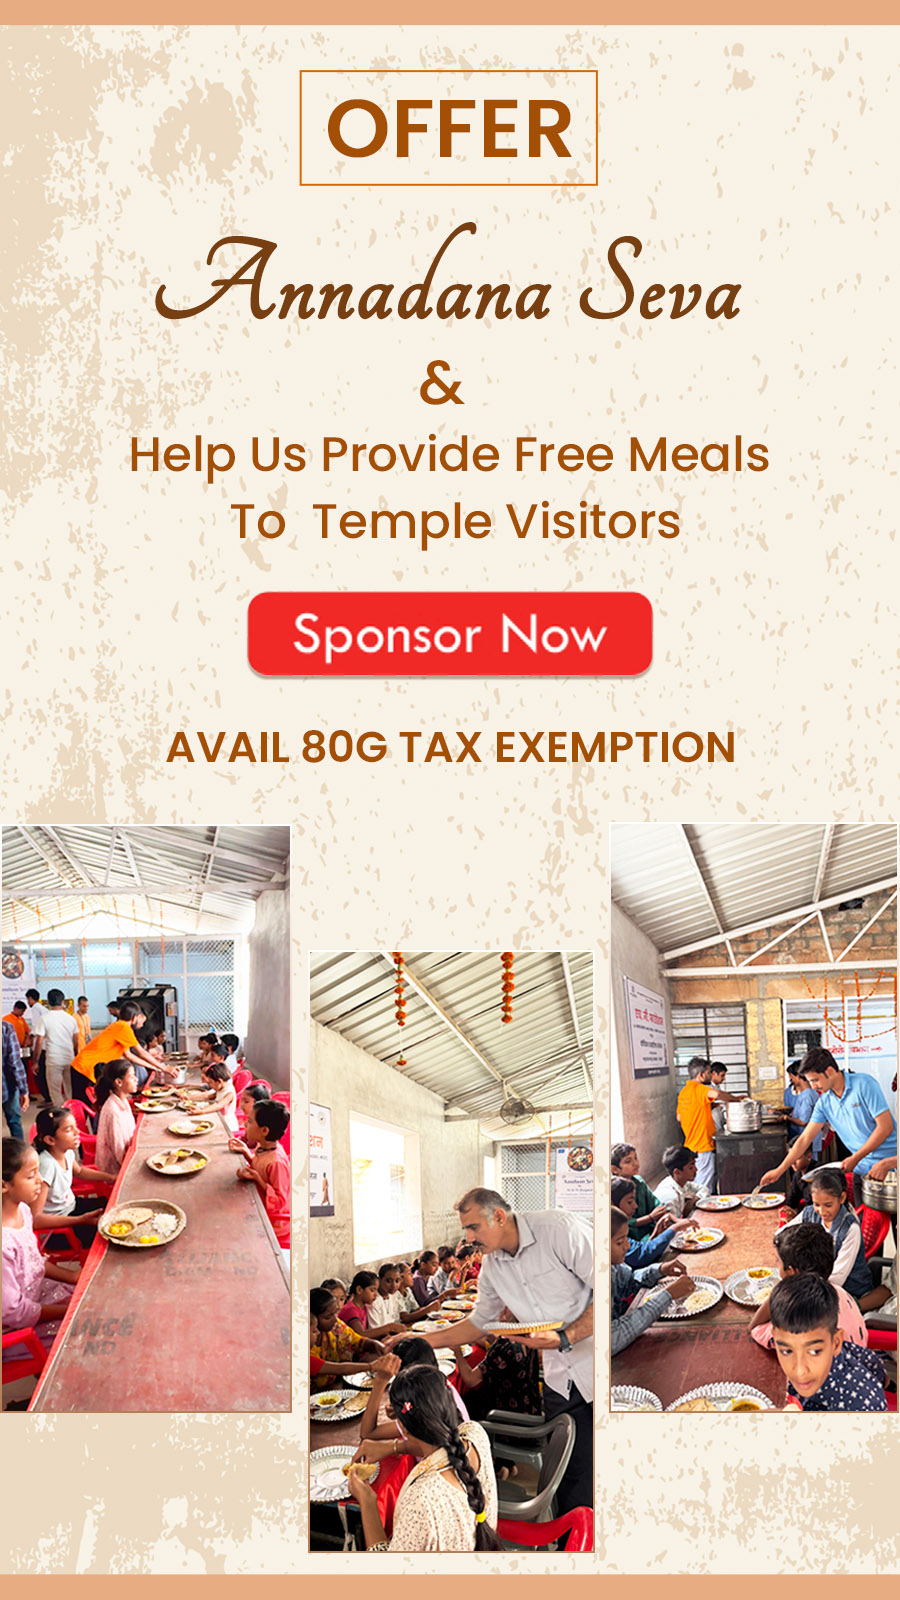 OFFER
Annadana Seva
&
Help Us Provide Free Meals
To Temple Visitors
Sponsor Now
AVAIL 80G TAX EXEMPTION